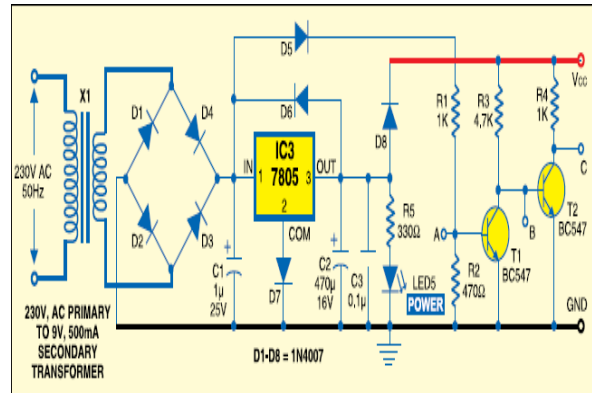 D5
X1
D1
D4
D6
D8
R1
1K
R3
4.7K
R4
1K
Vcc
230V AC
50Hz
IN
IC3
7805
OUT
1
3
2
COM
C
T2
BC547
R5
330Ω
A
B
T1
BC547
D2
D3
C1
1µ
25V
+
D7
+
C2
470µ
16V
C3
0.1µ
LED5
POWER
R2
470Ω
GND
230V, AC PRIMARY
TO 9V, 500mA
SECONDARY
TRANSFORMER
D1-D8 = 1N4007